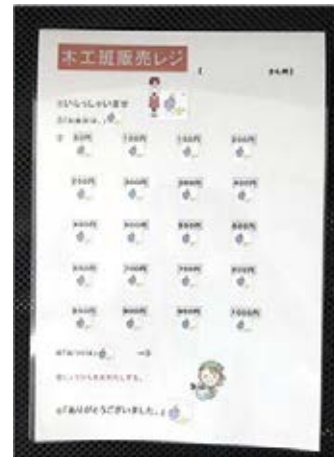 木工班販売レジ
【 さん用】
①いらっしゃいませ
50円 100円 150円 200円
250円 300円 350円 400円
450円 500円 550円 600円
650円 700円 750円 800円
850円 900円 950円 1000円
⑥「ありがとうございました。」